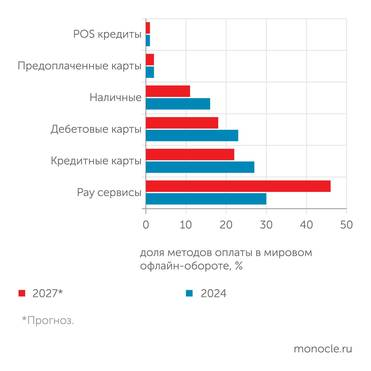 POS кредиты
Предоплаченные карты
Наличные
Дебетовые карты
Кредитные карты
Pay сервисы
0 10 20 30 40 50
доля методов оплаты в мировом
офлайн-обороте, %
2027* 2024
*Прогноз.
monocle.ru